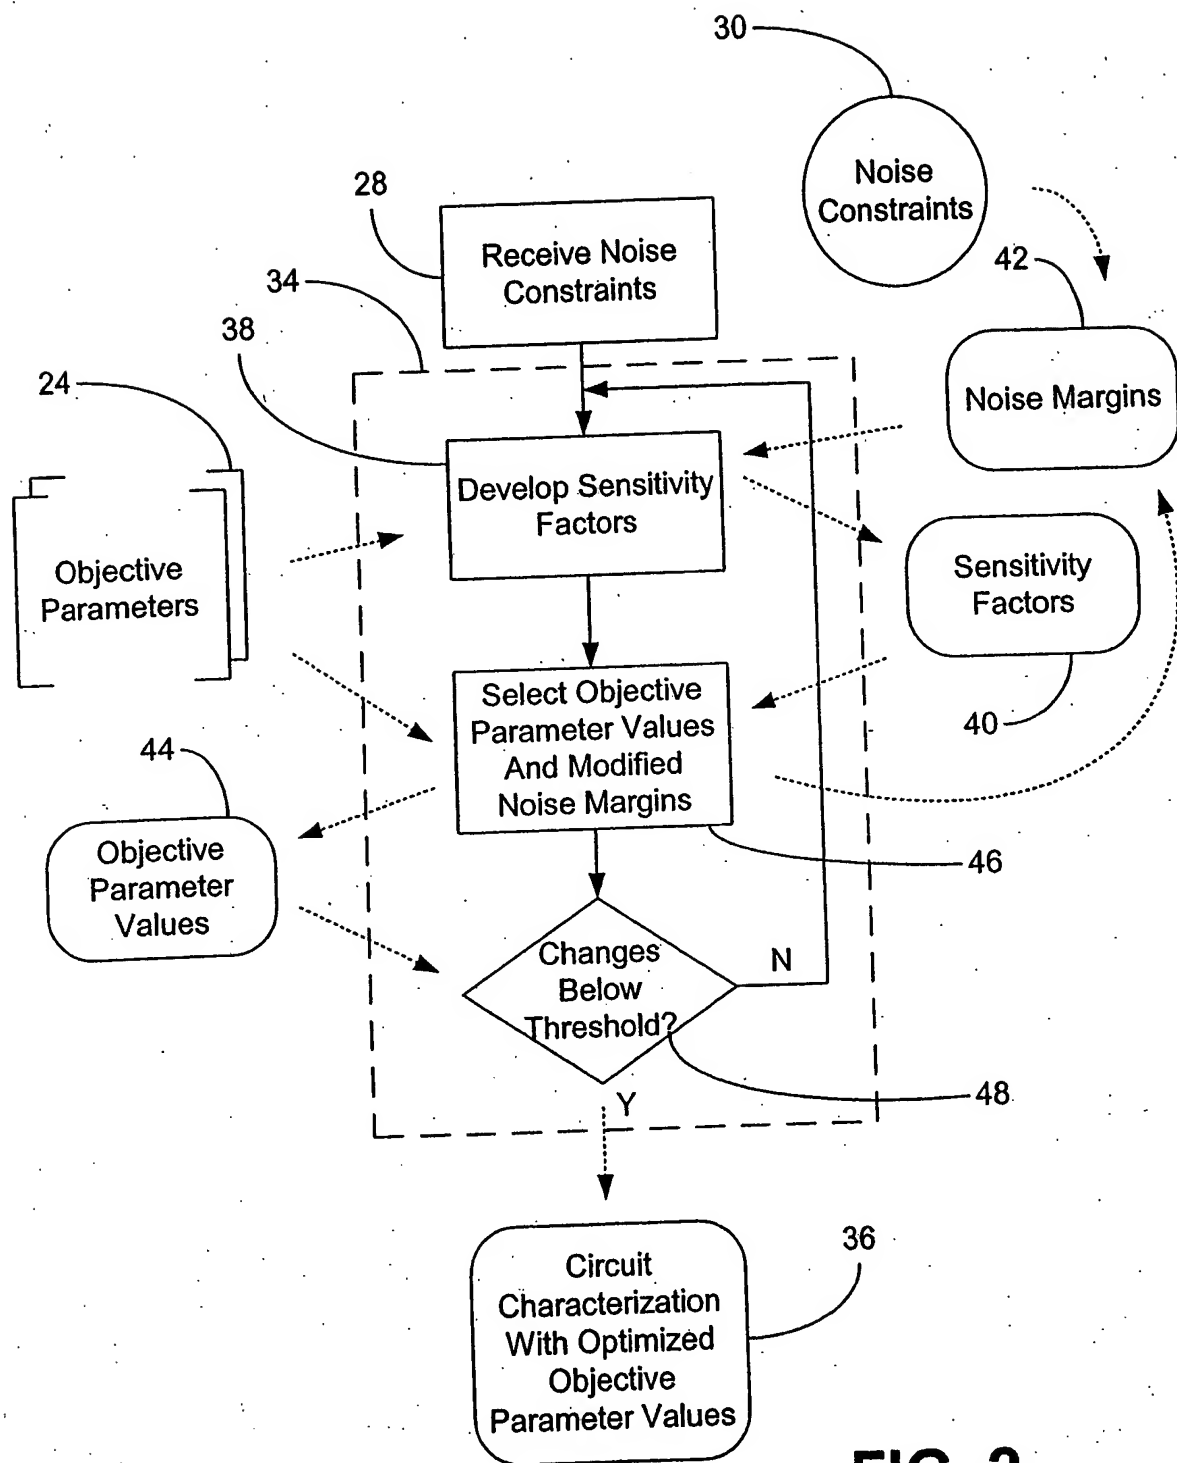 30
Noise
Constraints
28
Receive Noise
Constraints
42
34
38
Noise Margins
24
Develop Sensitivity
Factors
Objective
Parameters
Sensitivity
Factors
Select Objective
Parameter Values
And Modified
Noise Margins
40
44
Objective
Parameter
Values
46
Changes
Below
Threshold?
N
48
Y
36
Circuit
Characterization
With Optimized
Objective
Parameter Values